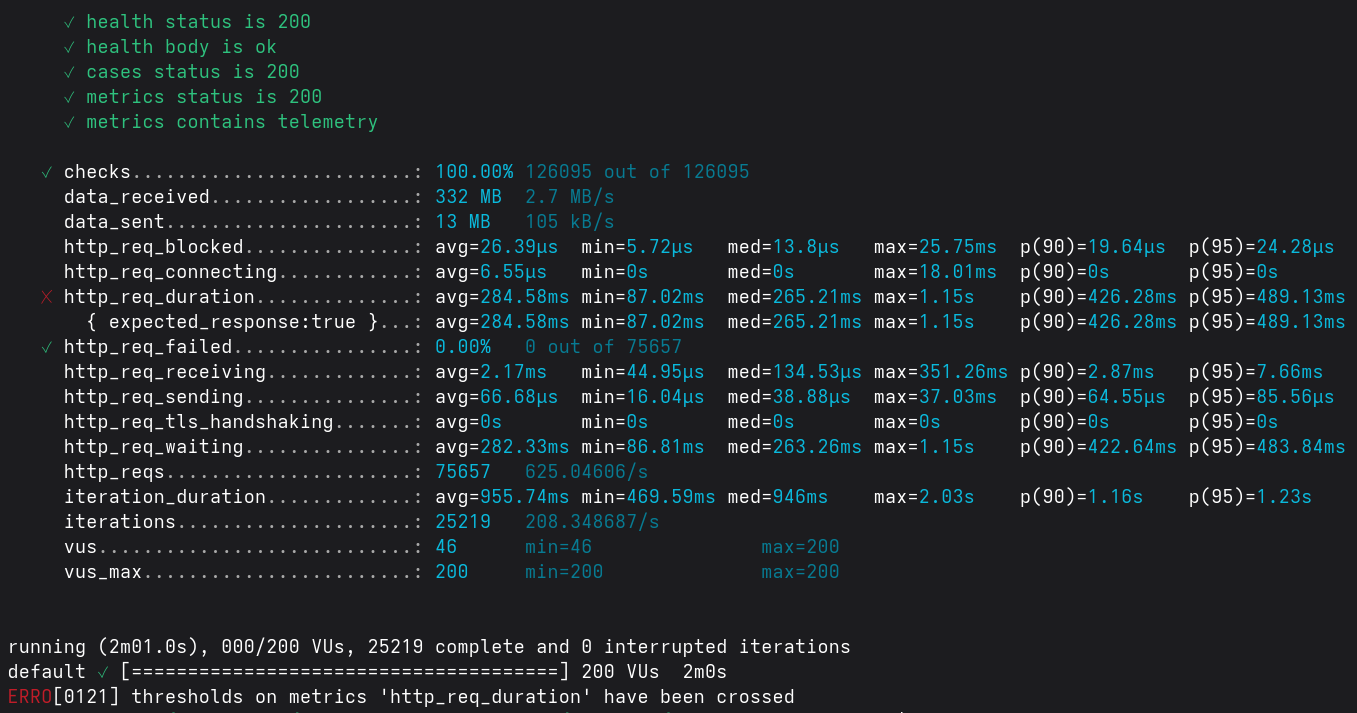 ✓ health status is 200
✓ health body is ok
✓ cases status is 200
✓ metrics status is 200
✓ metrics contains telemetry
✓ checks.........................: 100.00% 126095 out of 126095
data_received..................: 332 MB 2.7 MB/s
data_sent......................: 13 MB 105 kB/s
http_req_blocked...............: avg=26.39µs min=5.72µs med=13.8µs max=25.75ms p(90)=19.64µs p(95)=24.28µs
http_req_connecting............: avg=6.55µs min=0s med=0s max=18.01ms p(90)=0s p(95)=0s
✗ http_req_duration..............: avg=284.58ms min=87.02ms med=265.21ms max=1.15s p(90)=426.28ms p(95)=489.13ms
{ expected_response:true }...: avg=284.58ms min=87.02ms med=265.21ms max=1.15s p(90)=426.28ms p(95)=489.13ms
✓ http_req_failed................: 0.00% 0 out of 75657
http_req_receiving.............: avg=2.17ms min=44.95µs med=134.53µs max=351.26ms p(90)=2.87ms p(95)=7.66ms
http_req_sending...............: avg=66.68µs min=16.04µs med=38.88µs max=37.03ms p(90)=64.55µs p(95)=85.56µs
http_req_tls_handshaking.......: avg=0s min=0s med=0s max=0s p(90)=0s p(95)=0s
http_req_waiting...............: avg=282.33ms min=86.81ms med=263.26ms max=1.15s p(90)=422.64ms p(95)=483.84ms
http_reqs......................: 75657 625.04606/s
iteration_duration.............: avg=955.74ms min=469.59ms med=946ms max=2.03s p(90)=1.16s p(95)=1.23s
iterations.....................: 25219 208.348687/s
vus............................: 46 min=46 max=200
vus_max........................: 200 min=200 max=200
running (2m01.0s), 000/200 VUs, 25219 complete and 0 interrupted iterations
default ✓ [======================================] 200 VUs 2m0s
ERRO[0121] thresholds on metrics 'http_req_duration' have been crossed